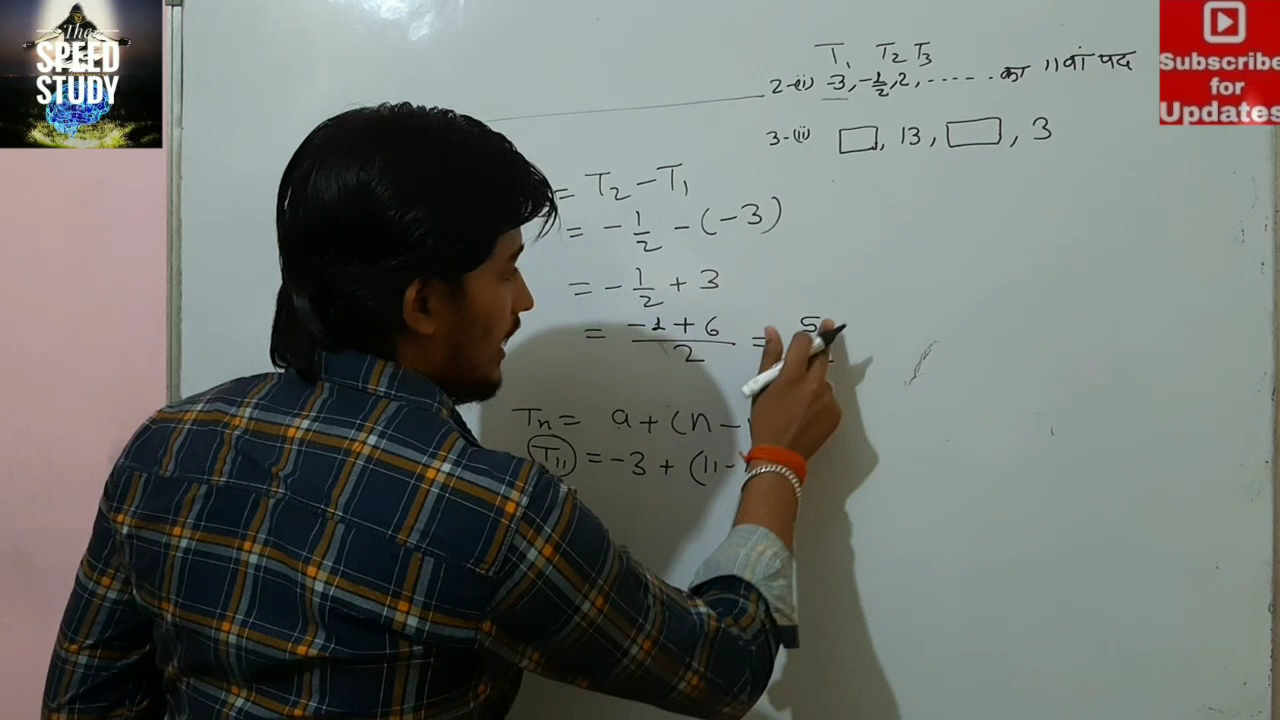 The
SPEED
STUDY
Subscribe
for
Updates
T₁ T₂ T₃
2-(ii) -3, -1/2, 2, ...... का 11वां पद
3-(ii) □, 13, □, 3
= T₂ - T₁
= -1/2 - (-3)
= -1/2 + 3
= (-1+6)/2 = 5
Tn = a + (n -
T₁₁ = -3 + (11 -